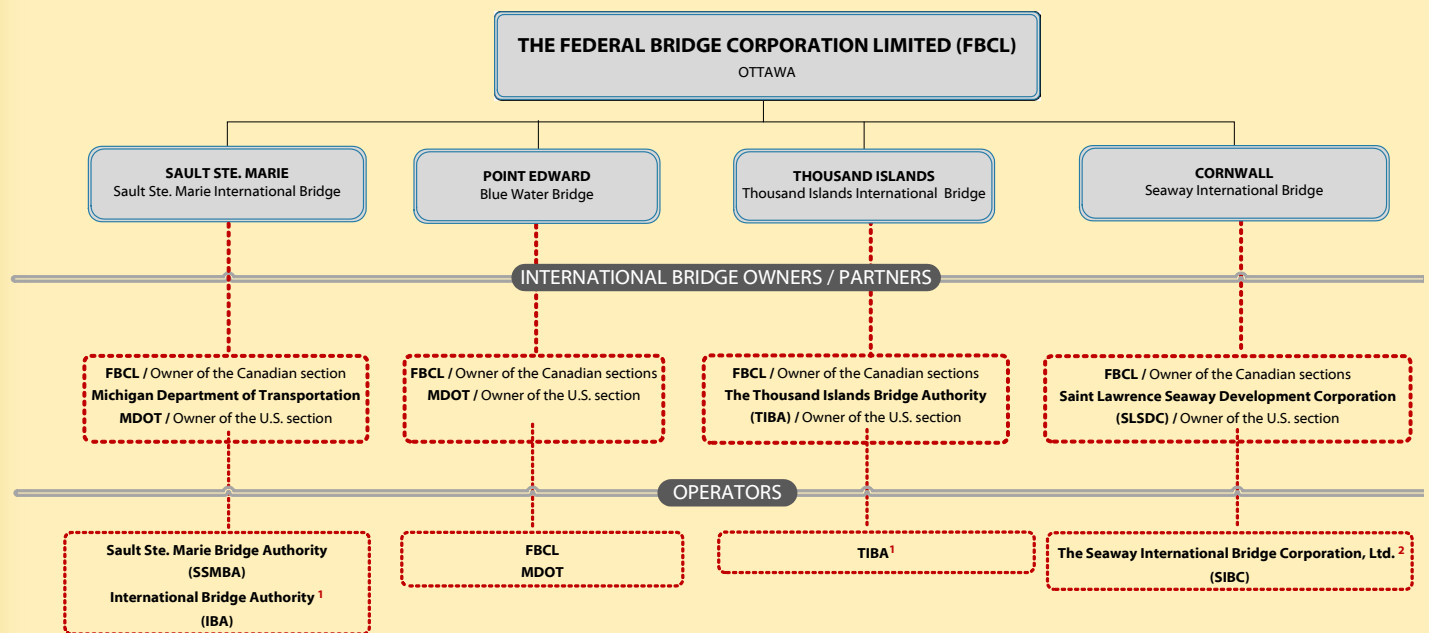 THE FEDERAL BRIDGE CORPORATION LIMITED (FBCL)
OTTAWA
SAULT STE. MARIE
Sault Ste. Marie International Bridge
POINT EDWARD
Blue Water Bridge
THOUSAND ISLANDS
Thousand Islands International Bridge
CORNWALL
Seaway International Bridge
INTERNATIONAL BRIDGE OWNERS / PARTNERS
FBCL / Owner of the Canadian section
Michigan Department of Transportation
MDOT / Owner of the U.S. section
FBCL / Owner of the Canadian sections
MDOT / Owner of the U.S. section
FBCL / Owner of the Canadian sections
The Thousand Islands Bridge Authority
(TIBA) / Owner of the U.S. section
FBCL / Owner of the Canadian sections
Saint Lawrence Seaway Development Corporation
(SLSDC) / Owner of the U.S. section
OPERATORS
Sault Ste. Marie Bridge Authority
(SSMBA)
International Bridge Authority 1
(IBA)
FBCL
MDOT
TIBA1
The Seaway International Bridge Corporation, Ltd. 2
(SIBC)